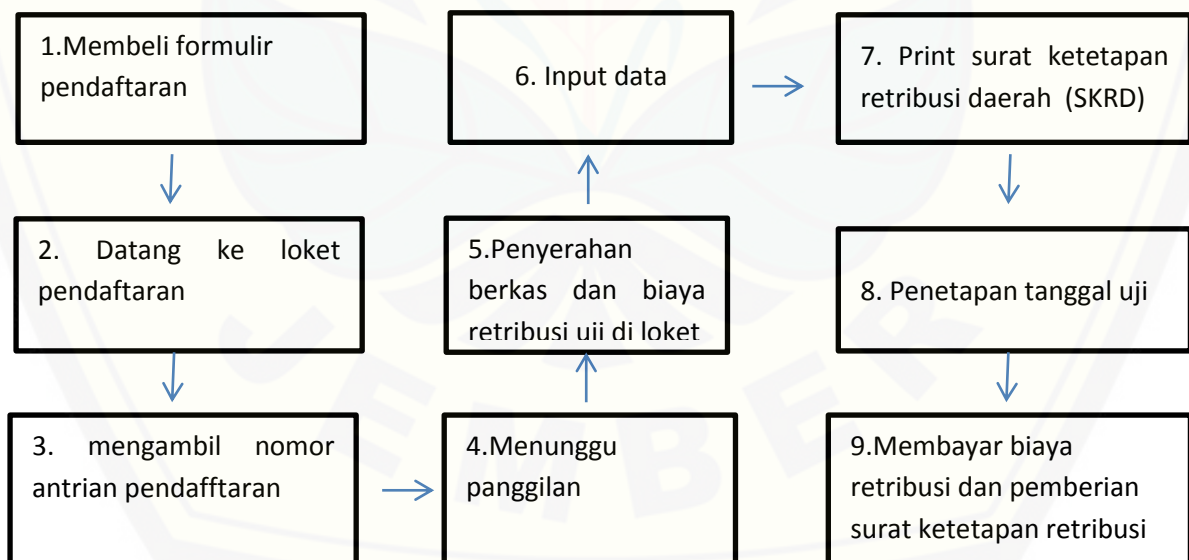 1.Membeli formulir
pendaftaran
2. Datang ke loket
pendaftaran
3. mengambil nomor
antrian pendafftaran
4.Menunggu
panggilan
5.Penyerahan
berkas dan biaya
retribusi uji di loket
6. Input data
7. Print surat ketetapan
retribusi daerah (SKRD)
8. Penetapan tanggal uji
9.Membayar biaya
retribusi dan pemberian
surat ketetapan retribusi
JEMBER